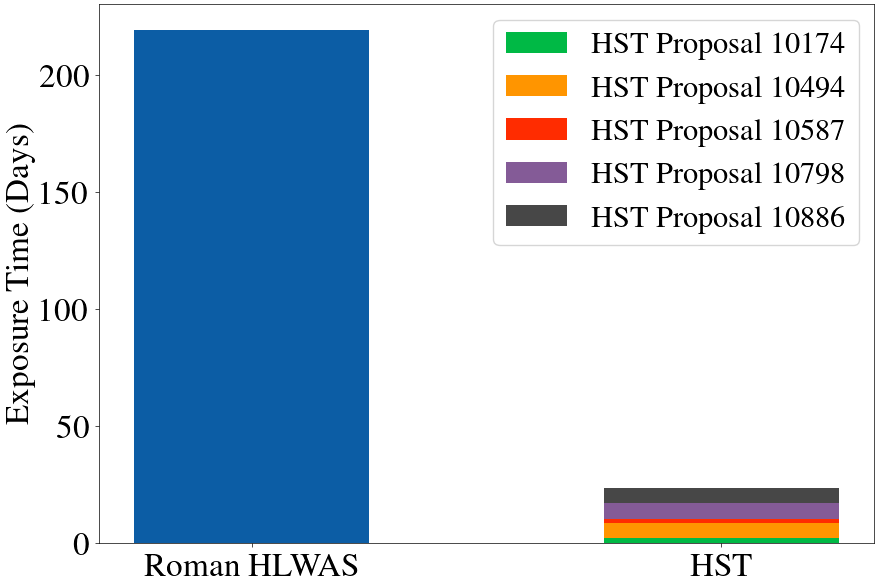 Exposure Time (Days)
200
150
100
50
0
HST Proposal 10174
HST Proposal 10494
HST Proposal 10587
HST Proposal 10798
HST Proposal 10886
Roman HLWAS
HST